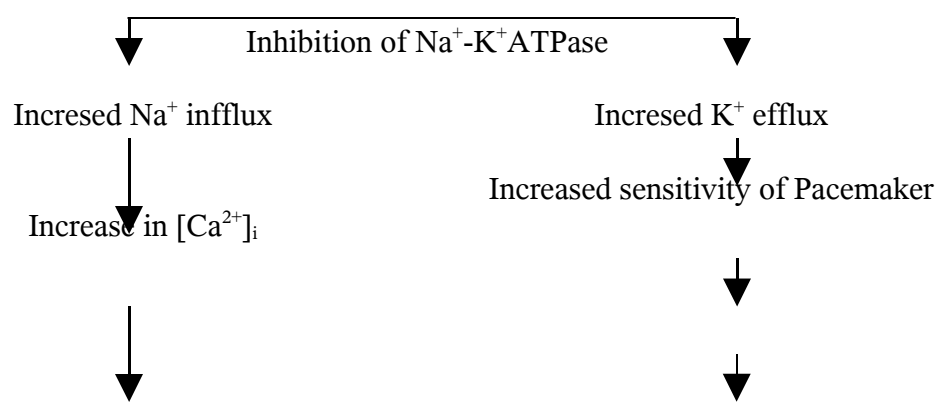 Inhibition of Na⁺-K⁺ATPase
Incresed Na⁺ infflux
Incresed K⁺ efflux
Increased sensitivity of Pacemaker
Increase in [Ca²⁺]ᵢ